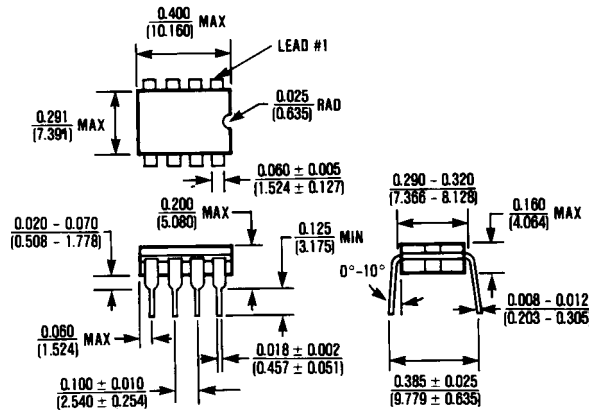 0.400
(10.160) MAX
LEAD #1
0.291
(7.391) MAX
0.025
(0.635) RAD
0.060 ± 0.005
(1.524 ± 0.127)
0.290 – 0.320
(7.366 – 8.128)
0.200
(5.080) MAX
0.160
(4.064) MAX
0.020 – 0.070
(0.508 – 1.778)
0.125
(3.175) MIN
0°–10°
0.008 – 0.012
(0.203 – 0.305)
0.060
(1.524) MAX
0.018 ± 0.002
(0.457 ± 0.051)
0.100 ± 0.010
(2.540 ± 0.254)
0.385 ± 0.025
(9.779 ± 0.635)